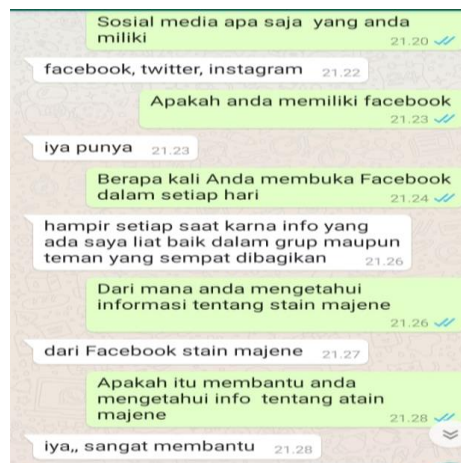 Sosial media apa saja yang anda
miliki
21.20
facebook, twitter, instagram 21.22
Apakah anda memiliki facebook
21.23
iya punya 21.23
Berapa kali Anda membuka Facebook
dalam setiap hari
21.24
hampir setiap saat karna info yang
ada saya liat baik dalam grup maupun
teman yang sempat dibagikan 21.26
Dari mana anda mengetahui
informasi tentang stain majene
21.26
dari Facebook stain majene 21.27
Apakah itu membantu anda
mengetahui info tentang atain
majene
21.28
iya,, sangat membantu 21.28